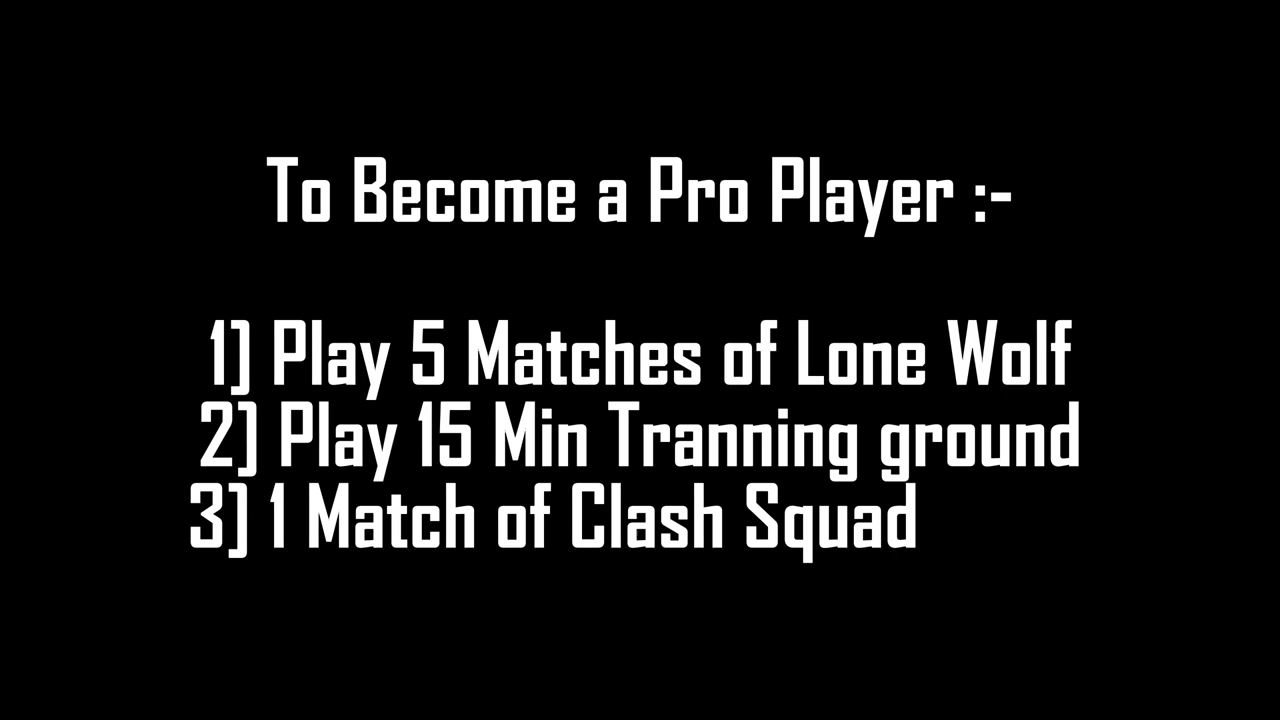 To Become a Pro Player :-
1] Play 5 Matches of Lone Wolf
2] Play 15 Min Tranning ground
3] 1 Match of Clash Squad